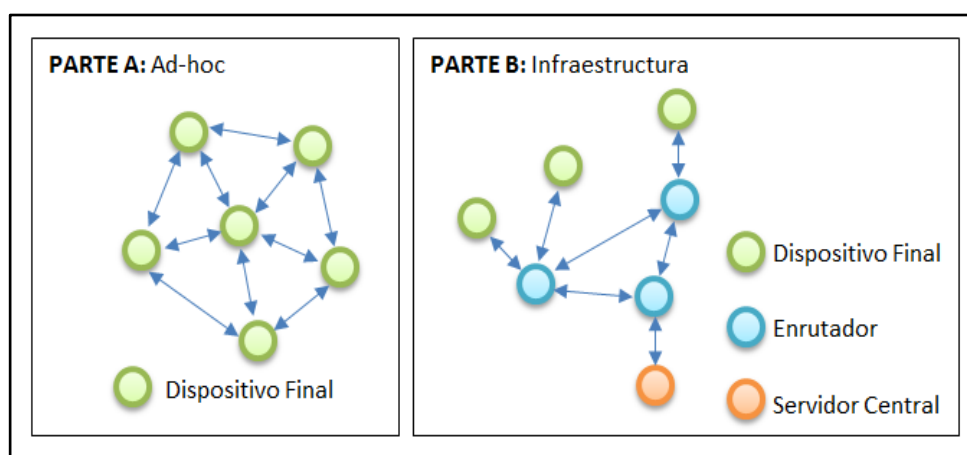 PARTE A: Ad-hoc
Dispositivo Final
PARTE B: Infraestructura
Dispositivo Final
Enrutador
Servidor Central